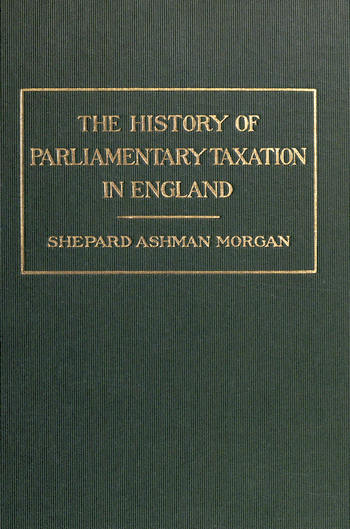 THE HISTORY OF
PARLIAMENTARY TAXATION
IN ENGLAND
SHEPARD ASHMAN MORGAN